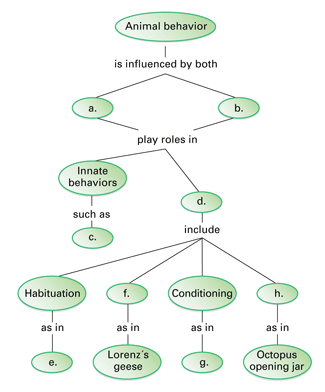 Animal behavior
is influenced by both
a. b.
play roles in
Innate
behaviors
d.
such as
c.
include
Habituation f. Conditioning h.
as in as in as in as in
e. Lorenz's
geese g. Octopus
opening jar